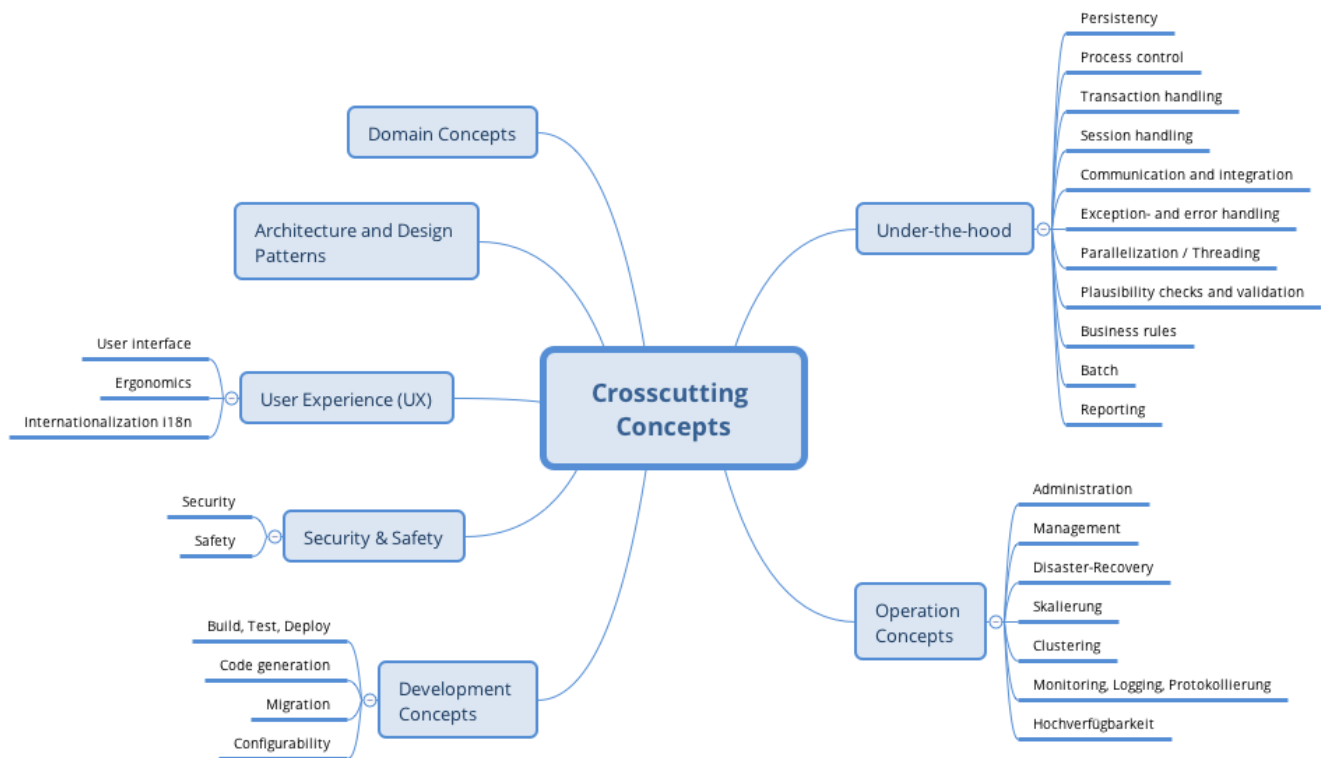 Crosscutting
Concepts
Domain Concepts
Architecture and Design
Patterns
User Experience (UX)
User interface
Ergonomics
Internationalization i18n
Security & Safety
Security
Safety
Development
Concepts
Build, Test, Deploy
Code generation
Migration
Configurability
Under-the-hood
Persistency
Process control
Transaction handling
Session handling
Communication and integration
Exception- and error handling
Parallelization / Threading
Plausibility checks and validation
Business rules
Batch
Reporting
Operation
Concepts
Administration
Management
Disaster-Recovery
Skalierung
Clustering
Monitoring, Logging, Protokollierung
Hochverfügbarkeit